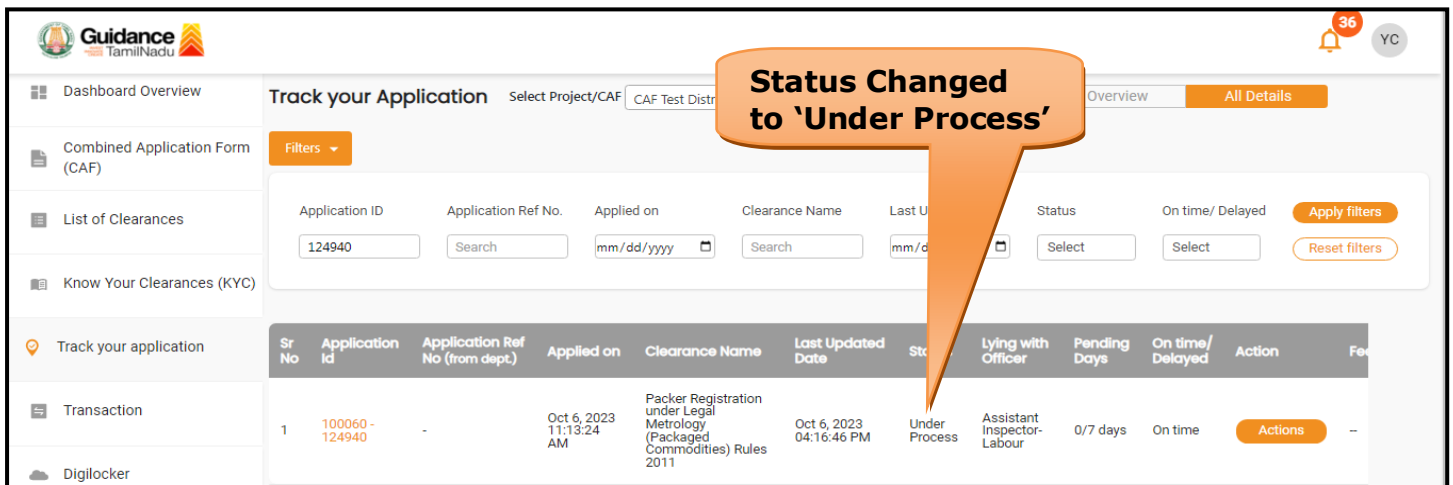 Guidance
TamilNadu
36
YC
Status Changed
to ‘Under Process’
Dashboard Overview
Combined Application Form
(CAF)
List of Clearances
Know Your Clearances (KYC)
Track your application
Transaction
Digilocker
Track your Application Select Project/CAF CAF Test Distr Overview All Details
Filters
Application ID Application Ref No. Applied on Clearance Name Last U Status On time/ Delayed Apply filters
124940 Search mm/dd/yyyy Search mm/d Select Select Reset filters
Sr
No
Application
Id
Application Ref
No (from dept.)
Applied on
Clearance Name
Last Updated
Date
Lying with
Officer
Pending
Days
On time/
Delayed
Action
1
100060 -
124940
-
Oct 6, 2023
11:13:24
AM
Packer Registration
under Legal
Metrology
(Packaged
Commodities) Rules
2011
Oct 6, 2023
04:16:46 PM
Under
Process
Assistant
Inspector-
Labour
0/7 days
On time
Actions
--